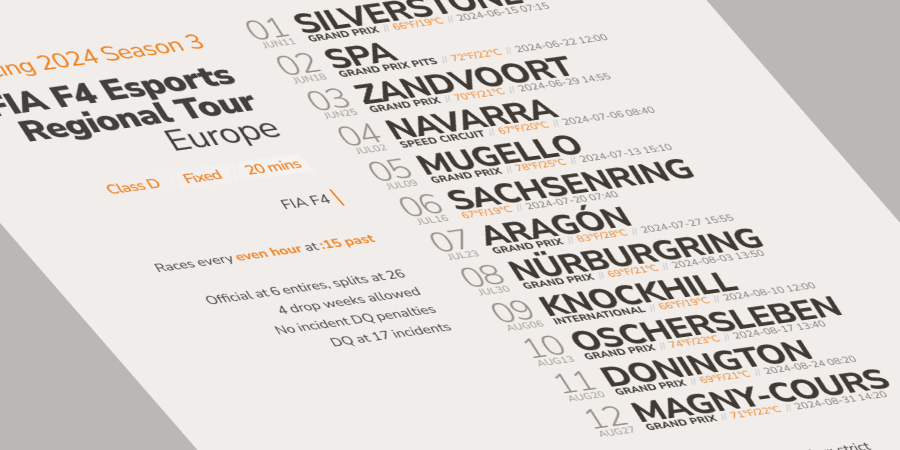 ing 2024 Season 3
FIA F4 Esports
Regional Tour
Europe
Class D Fixed 20 mins
FIA F4
Races every even hour at :15 past
Official at 6 entires, splits at 26
4 drop weeks allowed
No incident DQ penalties
DQ at 17 incidents
01 SILVERSTONE
JUN11 GRAND PRIX // 66°F/19°C // 2024-06-15 07:15
02 SPA
JUN18 GRAND PRIX PITS // 72°F/22°C // 2024-06-22 12:00
03 ZANDVOORT
JUN25 GRAND PRIX // 70°F/21°C // 2024-06-29 14:55
04 NAVARRA
JUL02 SPEED CIRCUIT // 67°F/20°C // 2024-07-06 08:40
05 MUGELLO
JUL09 GRAND PRIX // 78°F/25°C // 2024-07-13 15:10
06 SACHSENRING
JUL16 67°F/19°C // 2024-07-20 07:40
07 ARAGÓN
JUL23 GRAND PRIX // 83°F/28°C // 2024-07-27 15:55
08 NÜRBURGRING
JUL30 GRAND PRIX // 69°F/21°C // 2024-08-03 13:50
09 KNOCKHILL
AUG06 INTERNATIONAL // 66°F/19°C // 2024-08-10 12:00
10 OSCHERSLEBEN
AUG13 GRAND PRIX // 74°F/23°C // 2024-08-17 13:40
11 DONINGTON
AUG20 GRAND PRIX // 69°F/21°C // 2024-08-24 08:20
12 MAGNY-COURS
AUG27 GRAND PRIX // 71°F/22°C // 2024-08-31 14:20
strict